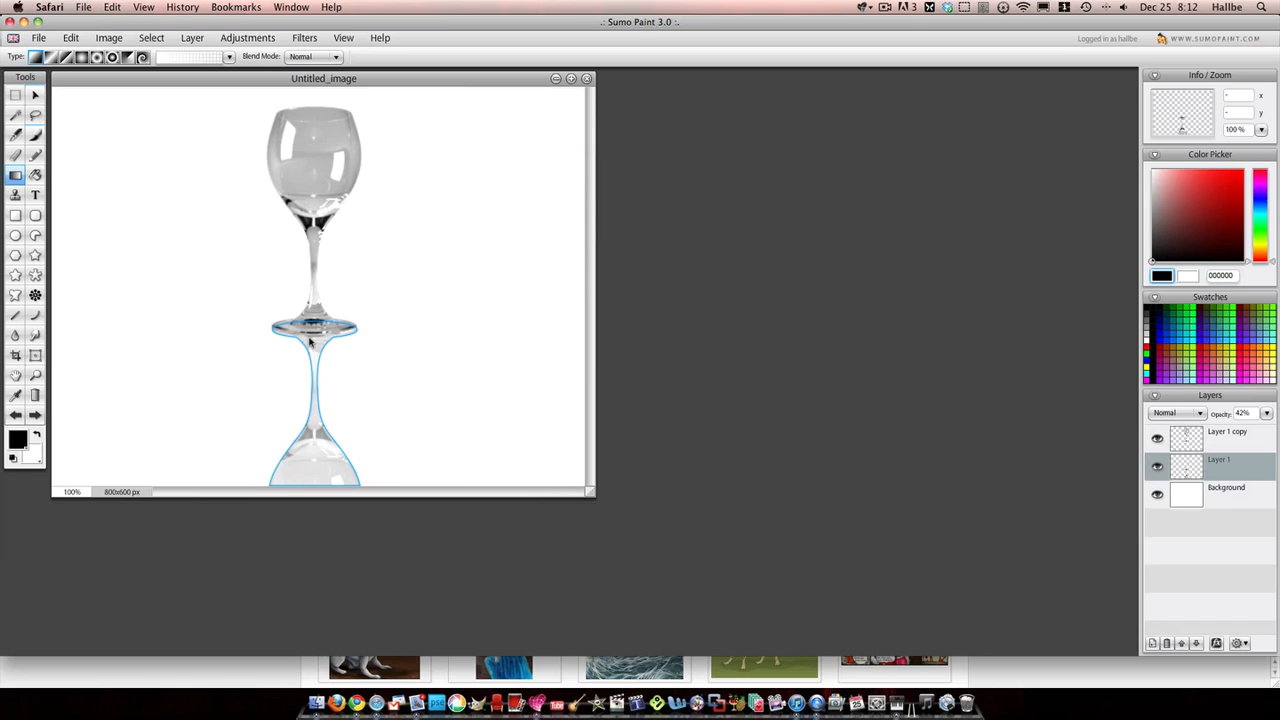 Safari File Edit View History Bookmarks Window Help 3 1 Dec 25 8:12 Hallbe
.: Sumo Paint 3.0 :.
File Edit Image Select Layer Adjustments Filters View Help Logged in as hallbe WWW.SUMOPAINT.COM
Type: Blend Mode: Normal
Tools
Untitled_image
Info / Zoom
- x
- y
100 %
Color Picker
T
000000
Swatches
Layers
Normal Opacity: 42%
Layer 1 copy
Layer 1
Background
100% 800x600 px